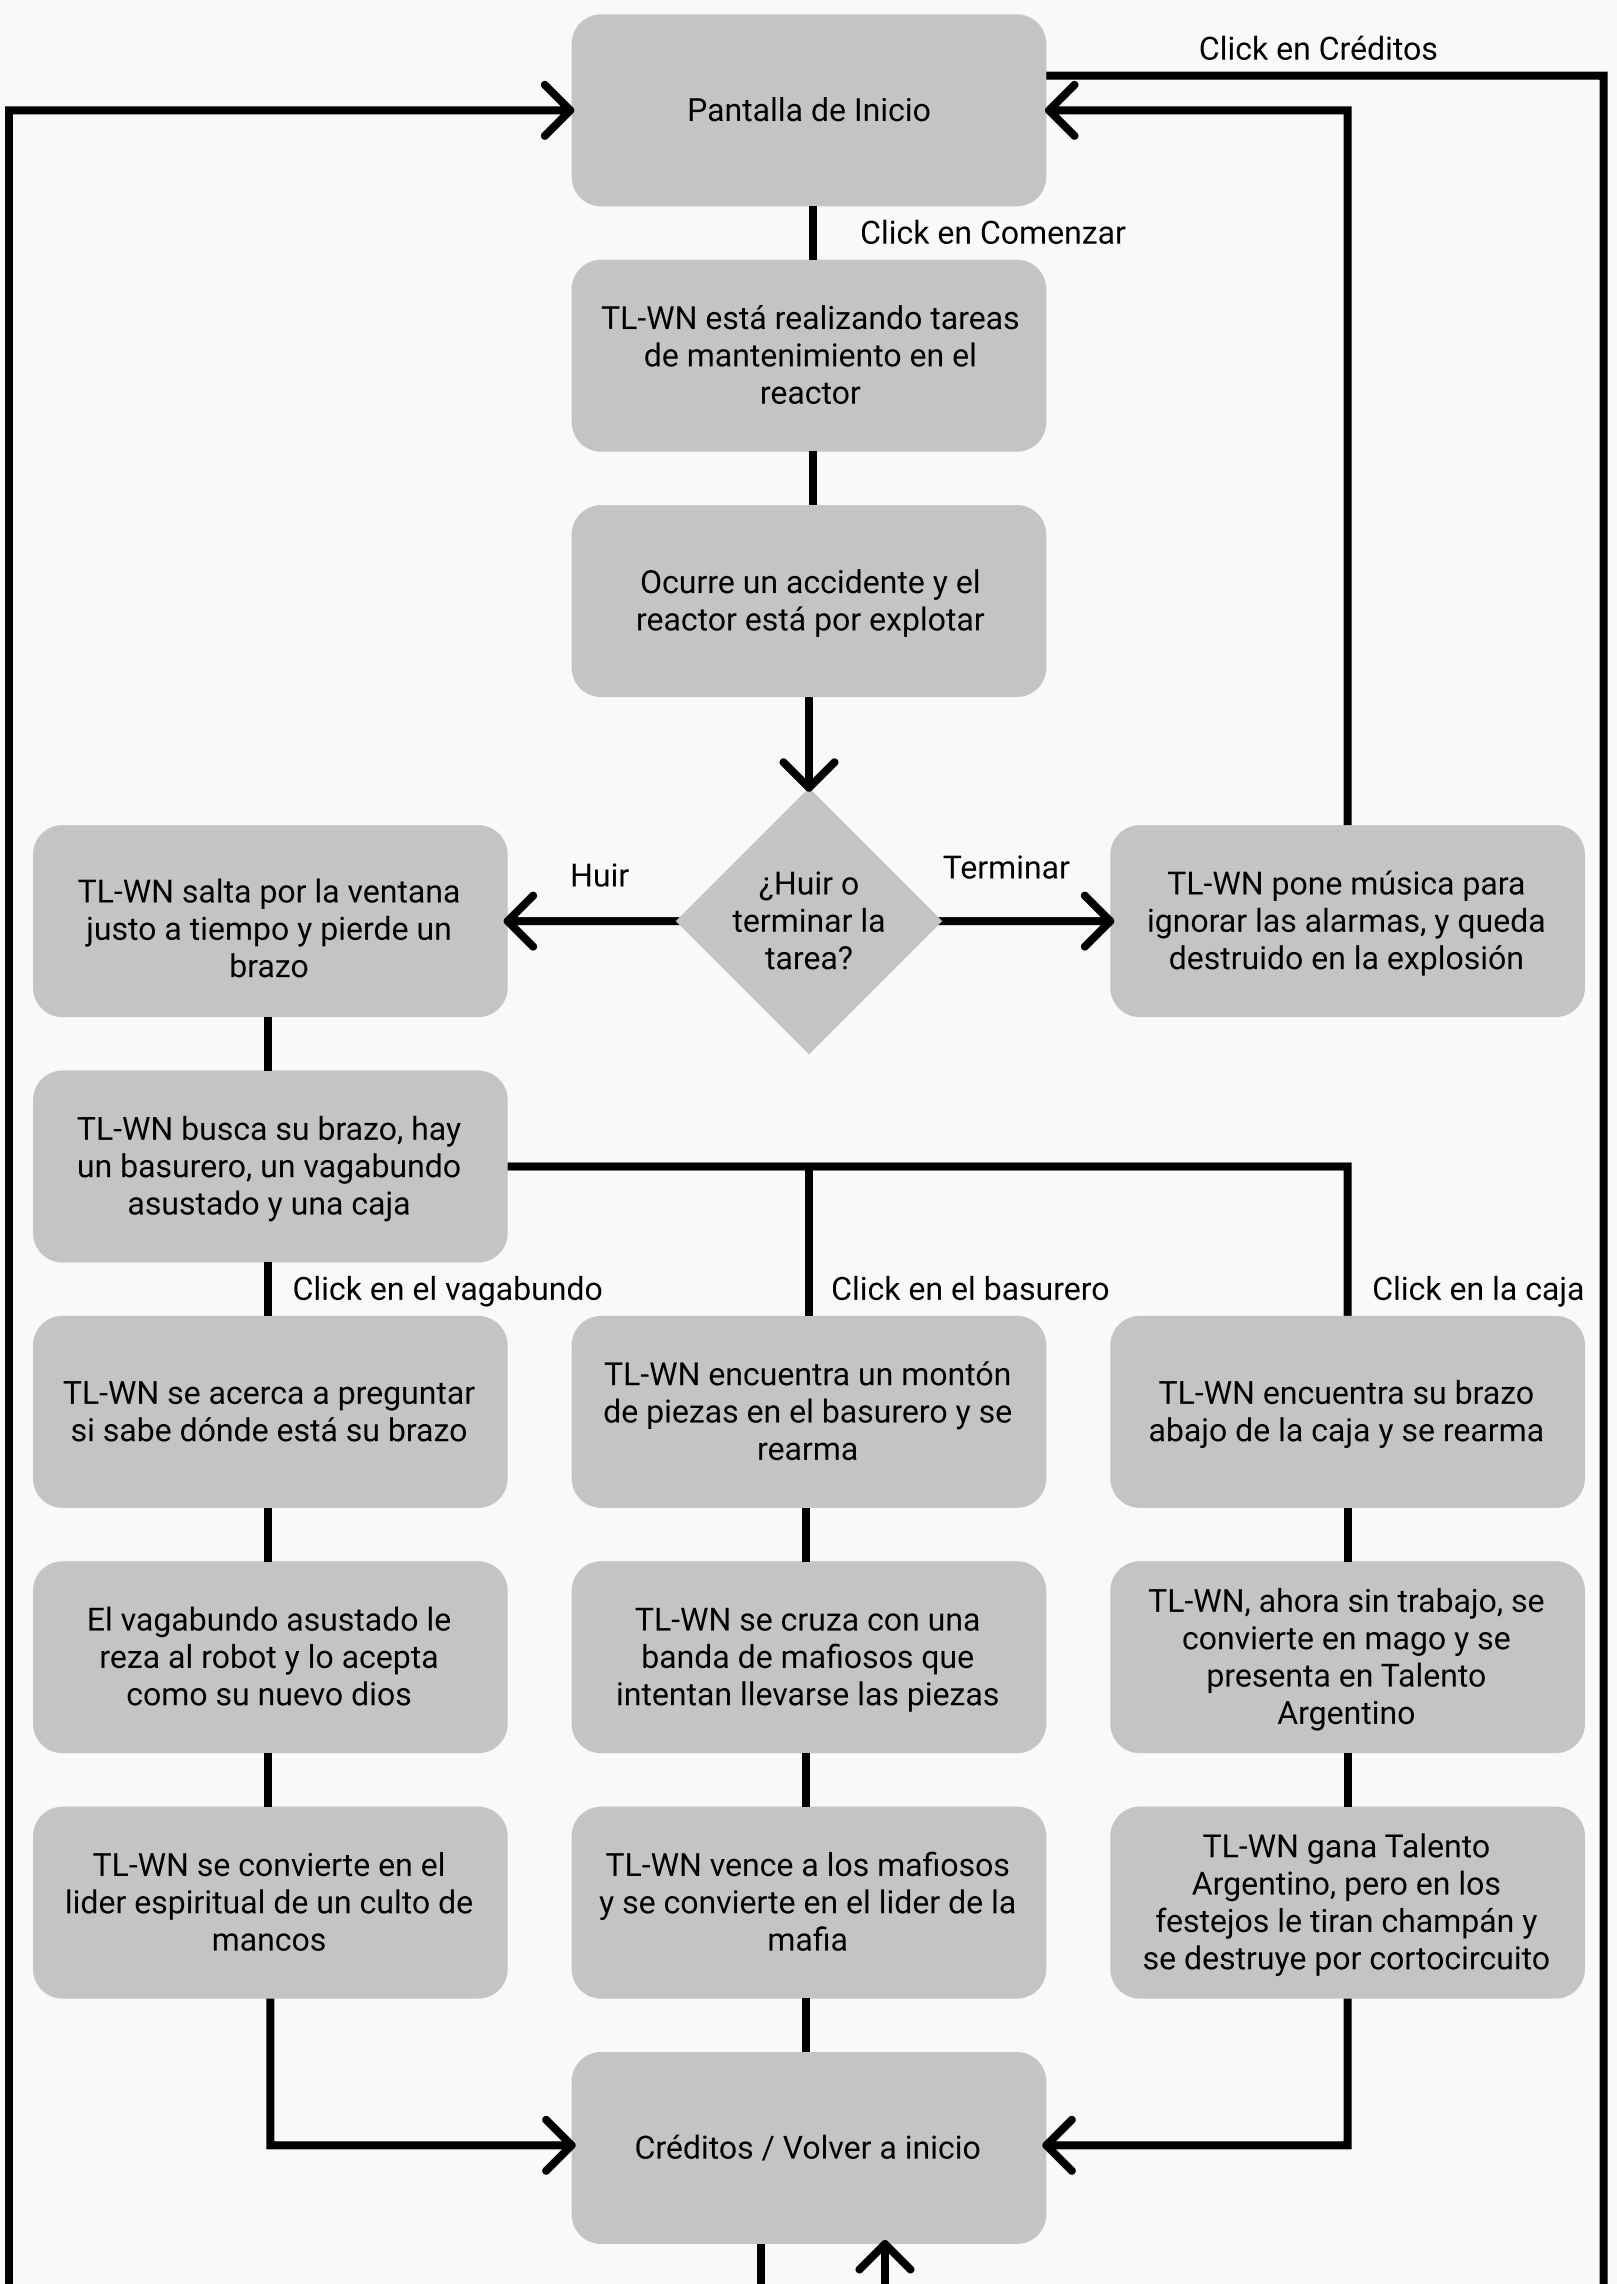 Click en Créditos
Pantalla de Inicio
Click en Comenzar
TL-WN está realizando tareas
de mantenimiento en el
reactor
Ocurre un accidente y el
reactor está por explotar
¿Huir o
terminar la
tarea?
Huir
Terminar
TL-WN salta por la ventana
justo a tiempo y pierde un
brazo
TL-WN pone música para
ignorar las alarmas, y queda
destruido en la explosión
TL-WN busca su brazo, hay
un basurero, un vagabundo
asustado y una caja
Click en el vagabundo
Click en el basurero
Click en la caja
TL-WN se acerca a preguntar
si sabe dónde está su brazo
TL-WN encuentra un montón
de piezas en el basurero y se
rearma
TL-WN encuentra su brazo
abajo de la caja y se rearma
El vagabundo asustado le
reza al robot y lo acepta
como su nuevo dios
TL-WN se cruza con una
banda de mafiosos que
intentan llevarse las piezas
TL-WN, ahora sin trabajo, se
convierte en mago y se
presenta en Talento
Argentino
TL-WN se convierte en el
lider espiritual de un culto de
mancos
TL-WN vence a los mafiosos
y se convierte en el lider de la
mafia
TL-WN gana Talento
Argentino, pero en los
festejos le tiran champán y
se destruye por cortocircuito
Créditos / Volver a inicio